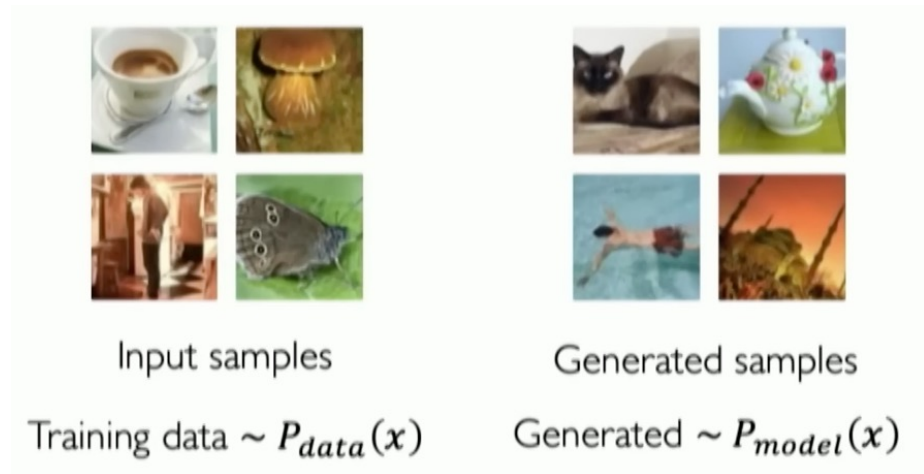 Input samples
Training data ~ P_data(x)
Generated samples
Generated ~ P_model(x)